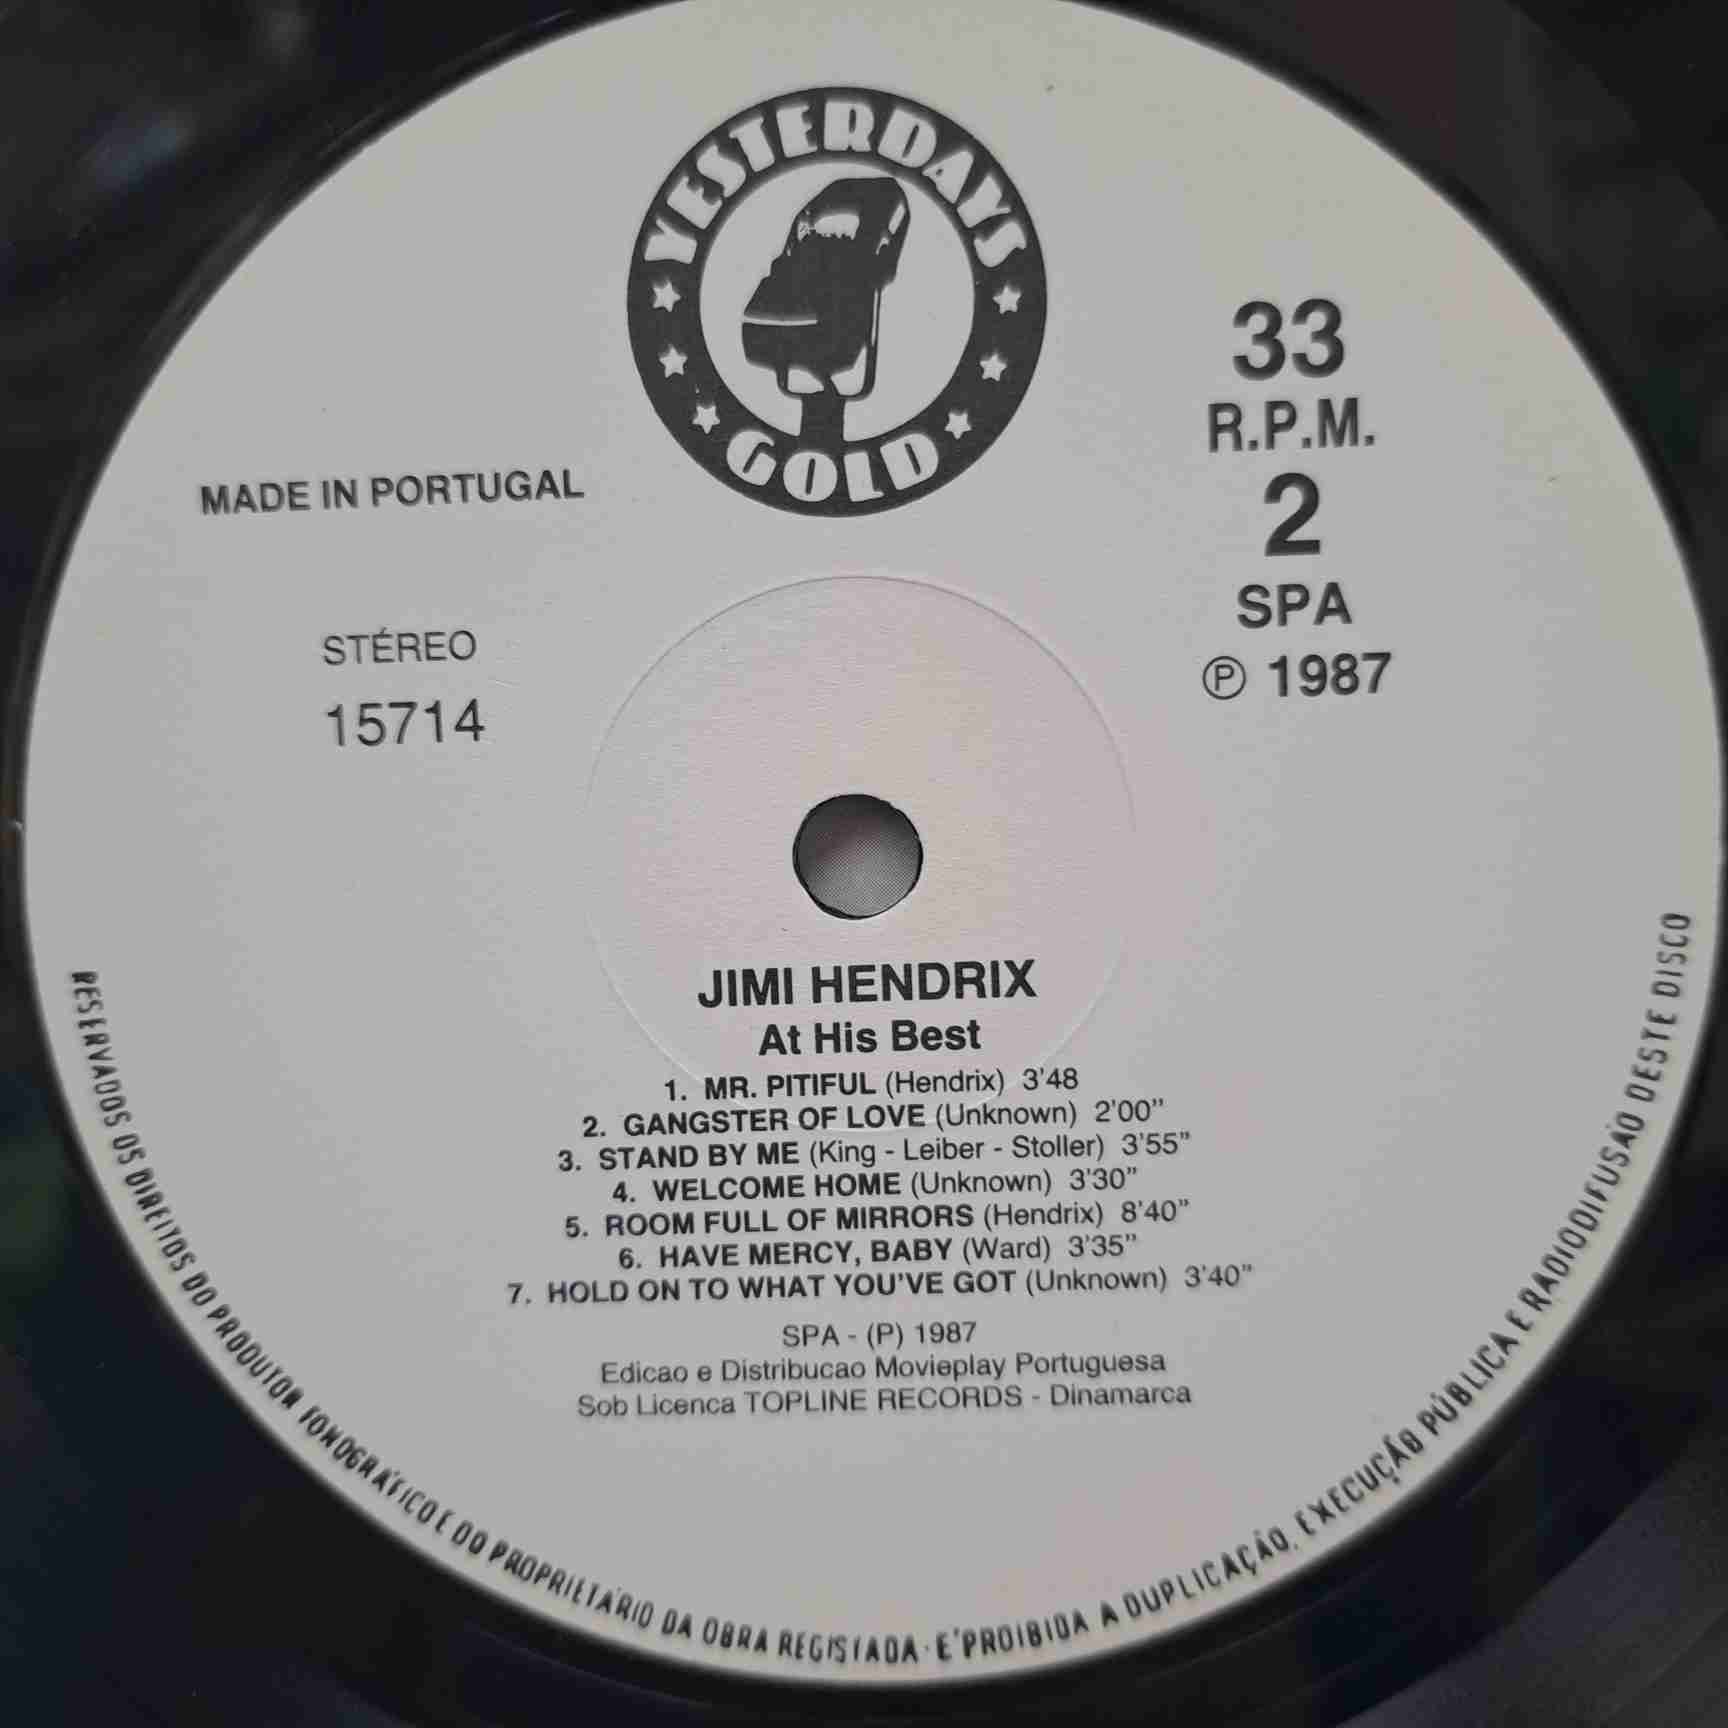 YESTERDAYS
GOLD
33
R.P.M.
2
SPA
℗ 1987
MADE IN PORTUGAL
STÉREO
15714
JIMI HENDRIX
At His Best
1. MR. PITIFUL (Hendrix) 3'48
2. GANGSTER OF LOVE (Unknown) 2'00”
3. STAND BY ME (King - Leiber - Stoller) 3'55”
4. WELCOME HOME (Unknown) 3'30”
5. ROOM FULL OF MIRRORS (Hendrix) 8'40”
6. HAVE MERCY, BABY (Ward) 3'35”
7. HOLD ON TO WHAT YOU'VE GOT (Unknown) 3'40”
SPA - (P) 1987
Edicao e Distribucao Movieplay Portuguesa
Sob Licenca TOPLINE RECORDS - Dinamarca
RESERVADOS OS DIREITOS DO PRODUTOR FONOGRÁFICO E DO PROPRIETÁRIO DA OBRA REGISTADA · E'PROIBIDA A DUPLICAÇÃO, EXECUÇÃO PÚBLICA E RADIODIFUSÃO DESTE DISCO